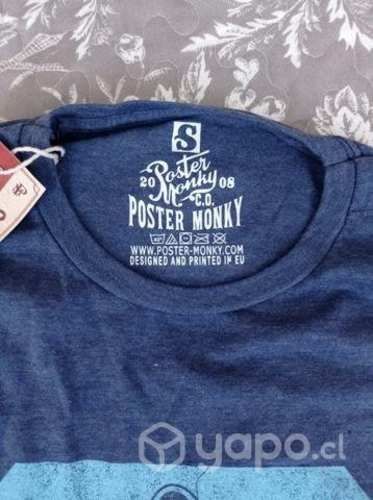 S
Poster
20 Monky 08
C.O.
POSTER MONKY
WWW.POSTER-MONKY.COM
DESIGNED AND PRINTED IN EU
yapo.cl